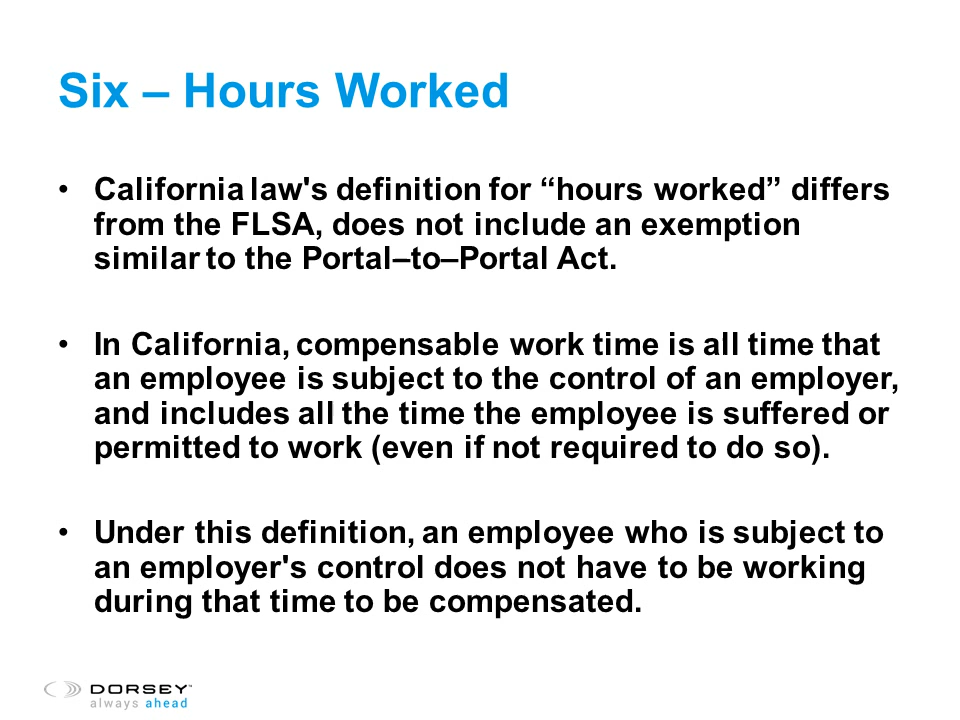 Six – Hours Worked
• California law's definition for “hours worked” differs
from the FLSA, does not include an exemption
similar to the Portal–to–Portal Act.
• In California, compensable work time is all time that
an employee is subject to the control of an employer,
and includes all the time the employee is suffered or
permitted to work (even if not required to do so).
• Under this definition, an employee who is subject to
an employer's control does not have to be working
during that time to be compensated.
DORSEY™
always ahead